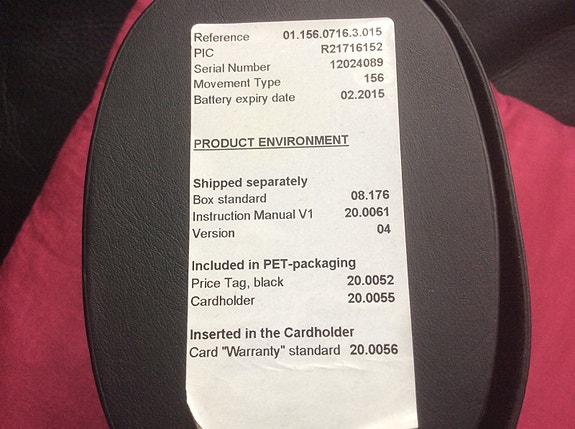 Reference 01.156.0716.3.015
PIC R21716152
Serial Number 12024089
Movement Type 156
Battery expiry date 02.2015
PRODUCT ENVIRONMENT
Shipped separately
Box standard 08.176
Instruction Manual V1 20.0061
Version 04
Included in PET-packaging
Price Tag, black 20.0052
Cardholder 20.0055
Inserted in the Cardholder
Card "Warranty" standard 20.0056